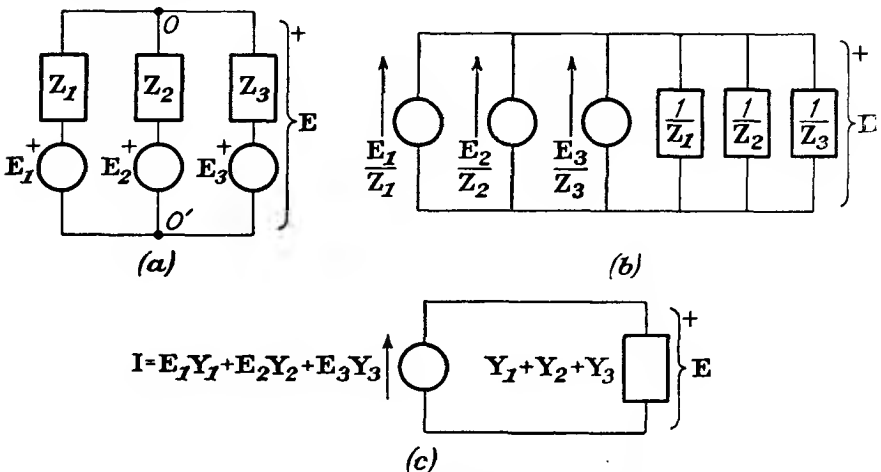 O
+
Z1 Z2 Z3
E
+ + +
E1 E2 E3
O'
(a)
+
E1/Z1 E2/Z2 E3/Z3 1/Z1 1/Z2 1/Z3
(b)
+
I=E1Y1+E2Y2+E3Y3 Y1+Y2+Y3 E
(c)